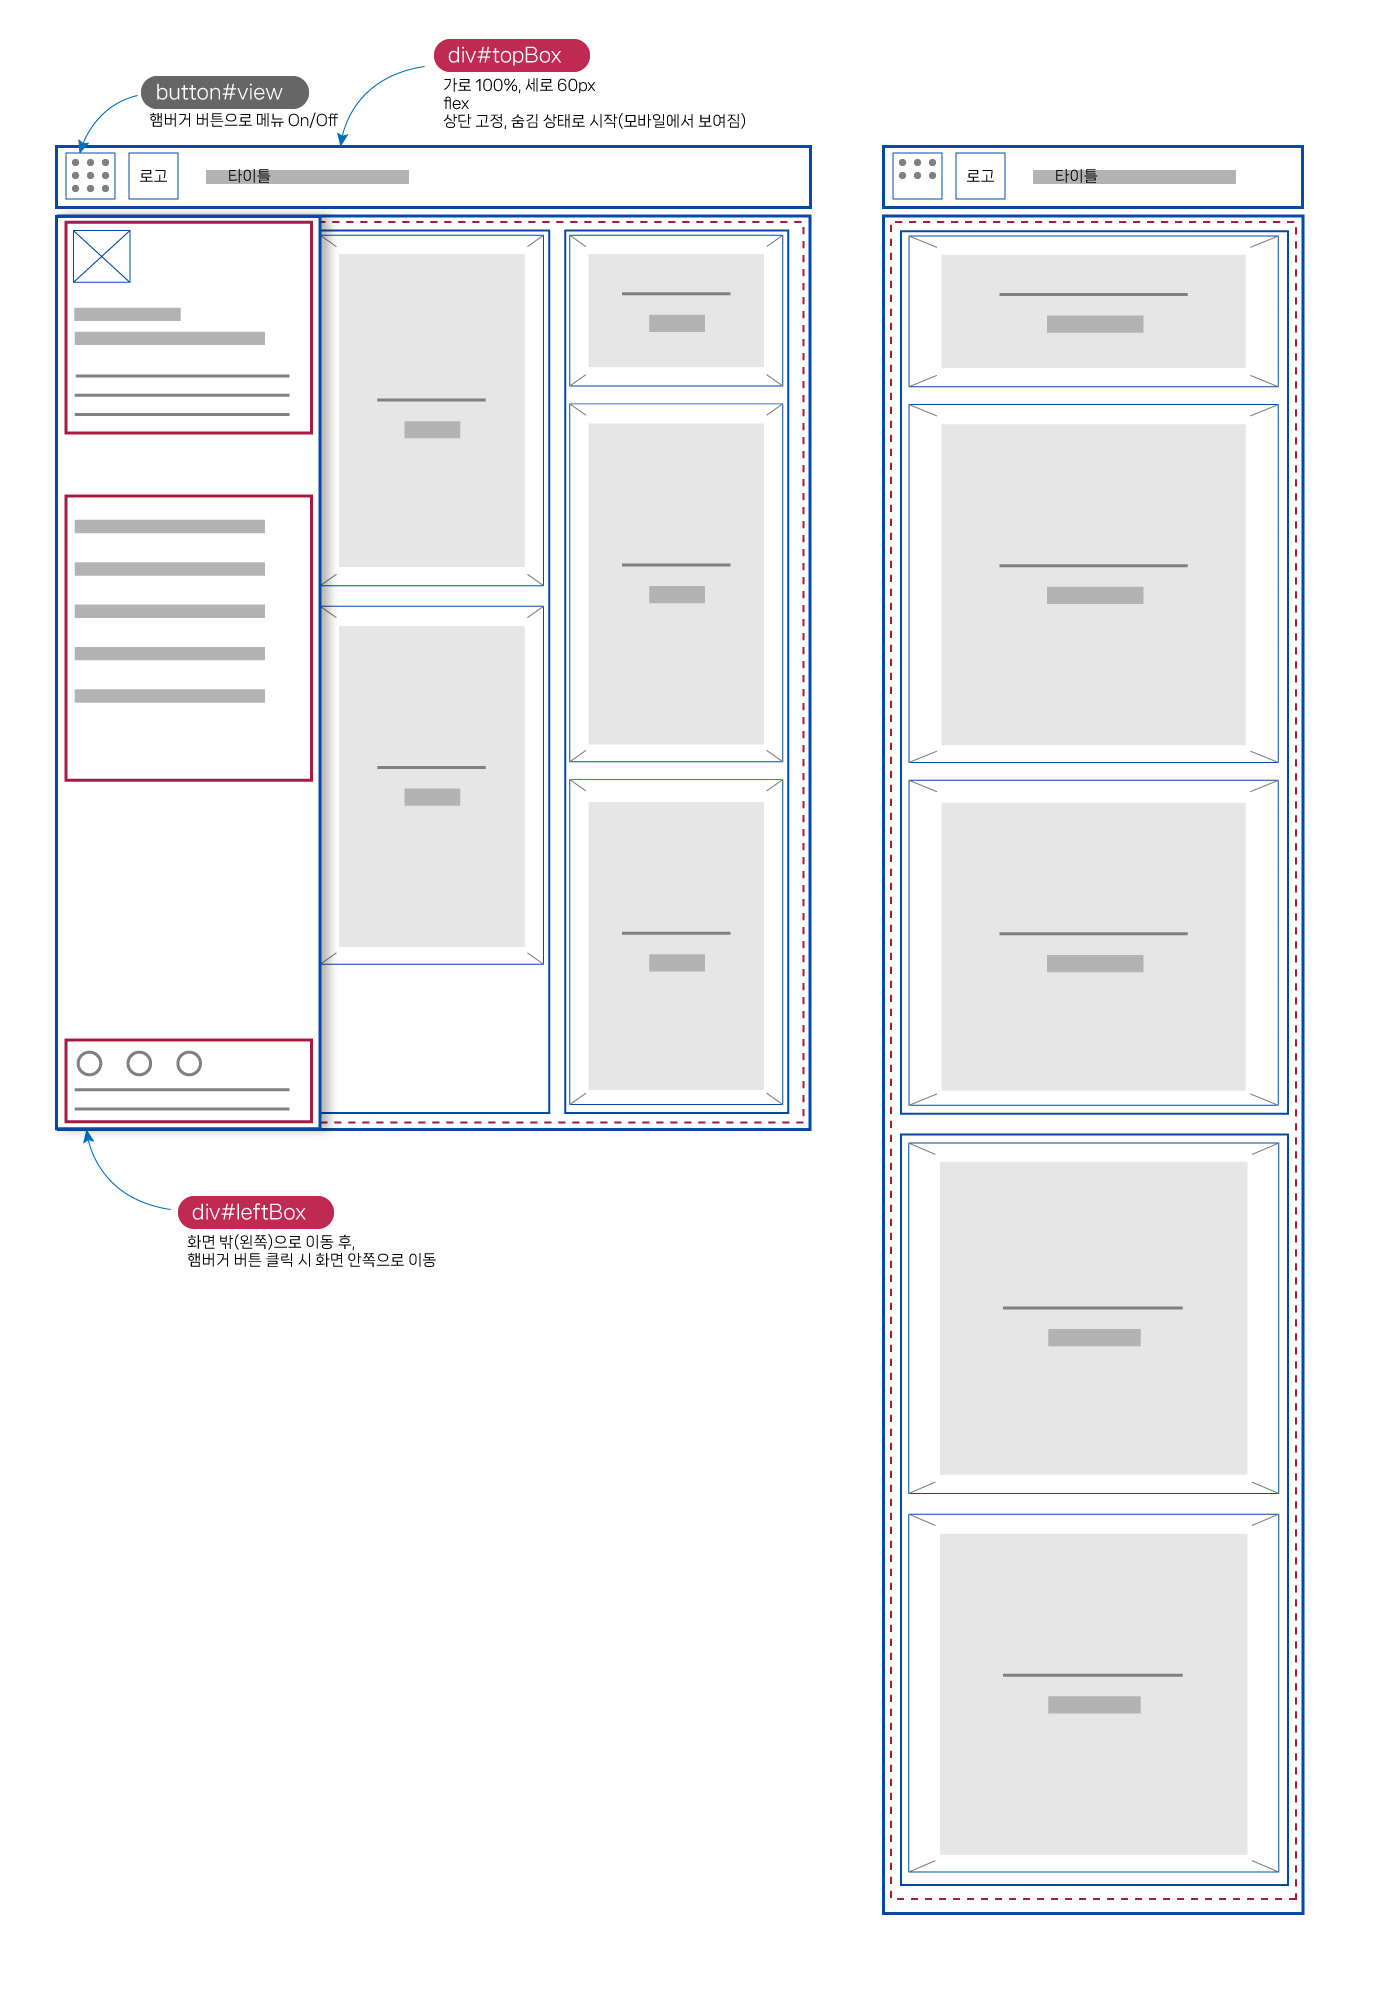 div#topBox
가로 100%, 세로 60px
flex
상단 고정, 숨김 상태로 시작(모바일에서 보여짐)
button#view
햄버거 버튼으로 메뉴 On/Off
로고
타이틀
로고
타이틀
div#leftBox
화면 밖(왼쪽)으로 이동 후,
햄버거 버튼 클릭 시 화면 안쪽으로 이동